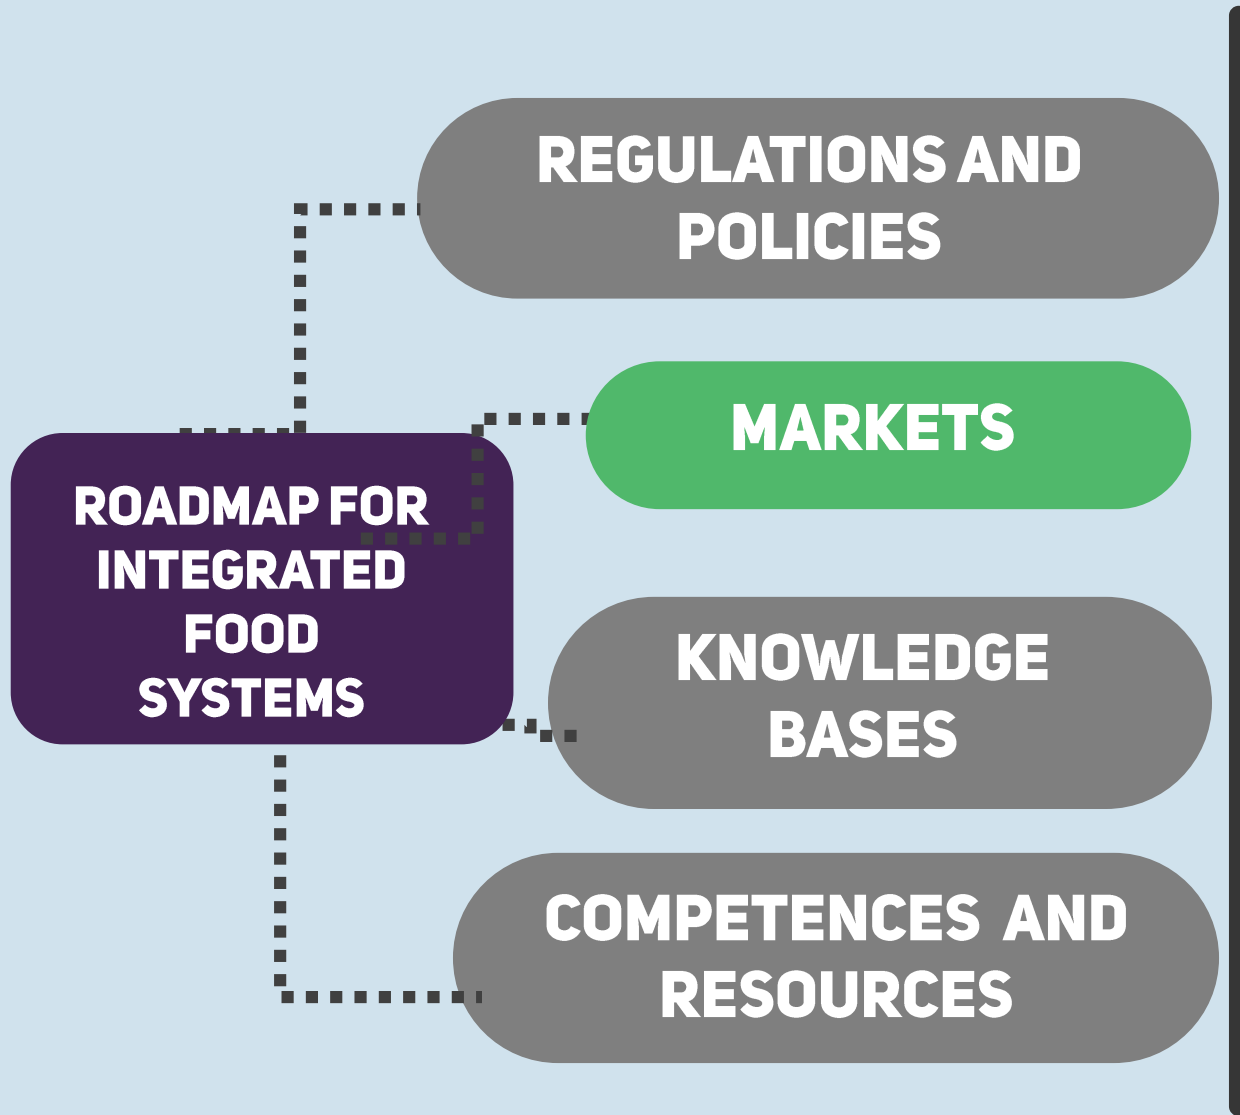 REGULATIONS AND
POLICIES
MARKETS
ROADMAP FOR
INTEGRATED
FOOD
SYSTEMS
KNOWLEDGE
BASES
COMPETENCES AND
RESOURCES